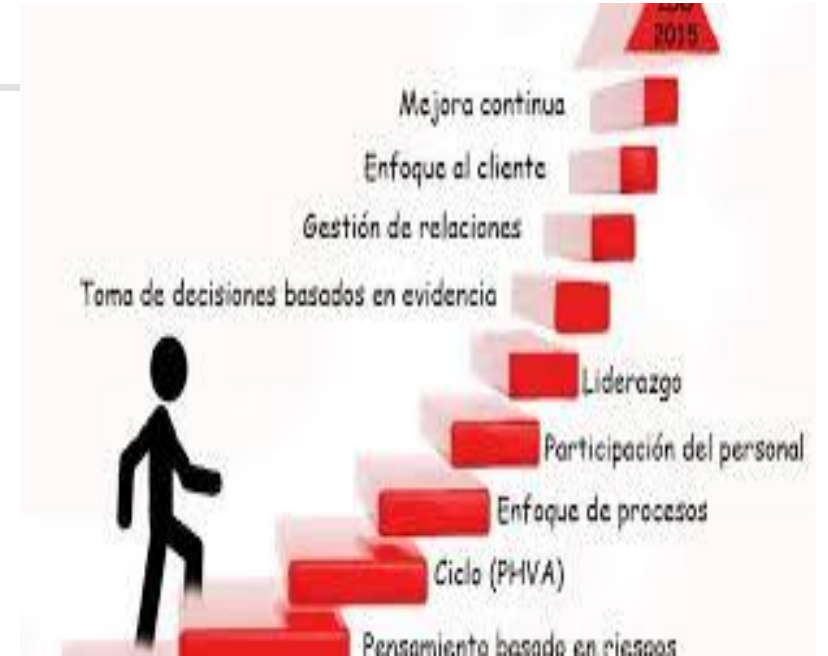 2015
Mejora continua
Enfoque al cliente
Gestión de relaciones
Toma de decisiones basados en evidencia
Liderazgo
Participación del personal
Enfoque de procesos
Ciclo (PHVA)
Pensamiento basado en riesgos